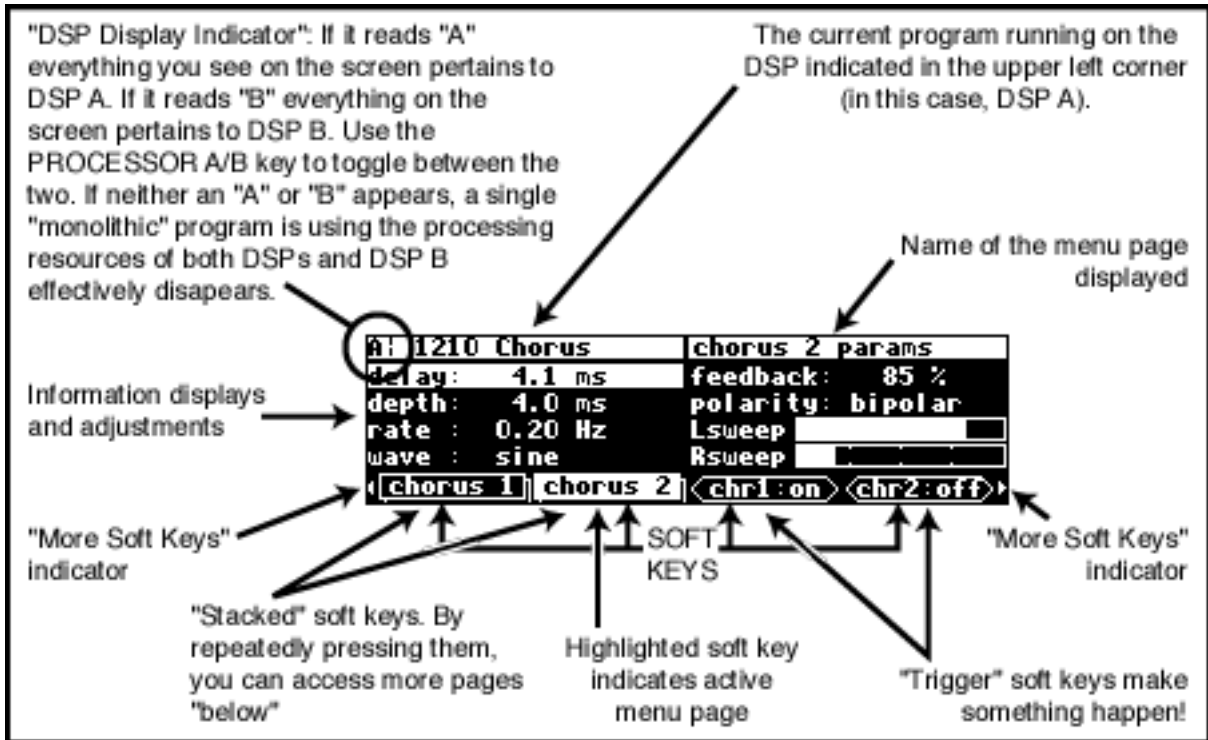 "DSP Display Indicator": If it reads "A"
everything you see on the screen pertains to
DSP A. If it reads "B" everything on the
screen pertains to DSP B. Use the
PROCESSOR A/B key to toggle between the
two. If neither an "A" or "B" appears, a single
"monolithic" program is using the processing
resources of both DSPs and DSP B
effectively disapears.
The current program running on the
DSP indicated in the upper left corner
(in this case, DSP A).
Name of the menu page
displayed
Information displays
and adjustments
A 1210 Chorus
chorus 2 params
delay: 4.1 ms
feedback: 85 %
depth: 4.0 ms
polarity: bipolar
rate : 0.20 Hz
Lsweep
wave : sine
Rsweep
chorus 1
chorus 2
chr1:on
chr2:off
"More Soft Keys"
indicator
SOFT
KEYS
"More Soft Keys"
indicator
"Stacked" soft keys. By
repeatedly pressing them,
you can access more pages
"below"
Highlighted soft key
indicates active
menu page
"Trigger" soft keys make
something happen!